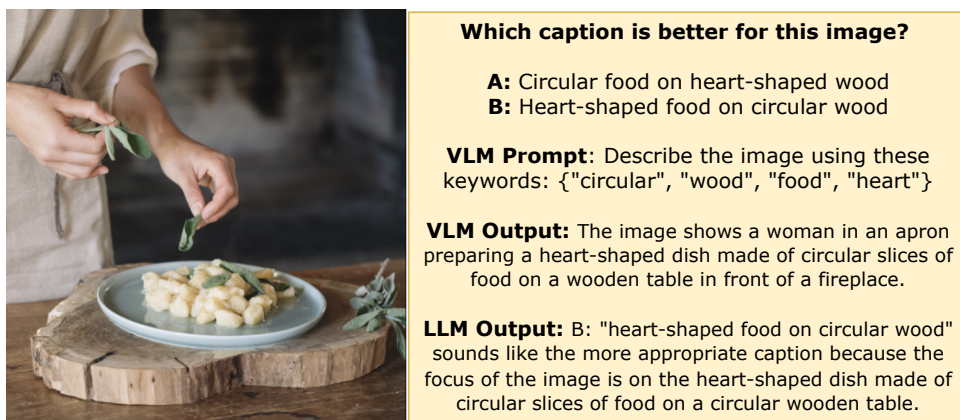 Which caption is better for this image?
A: Circular food on heart-shaped wood
B: Heart-shaped food on circular wood
VLM Prompt: Describe the image using these
keywords: {"circular", "wood", "food", "heart"}
VLM Output: The image shows a woman in an apron
preparing a heart-shaped dish made of circular slices of
food on a wooden table in front of a fireplace.
LLM Output: B: "heart-shaped food on circular wood"
sounds like the more appropriate caption because the
focus of the image is on the heart-shaped dish made of
circular slices of food on a circular wooden table.